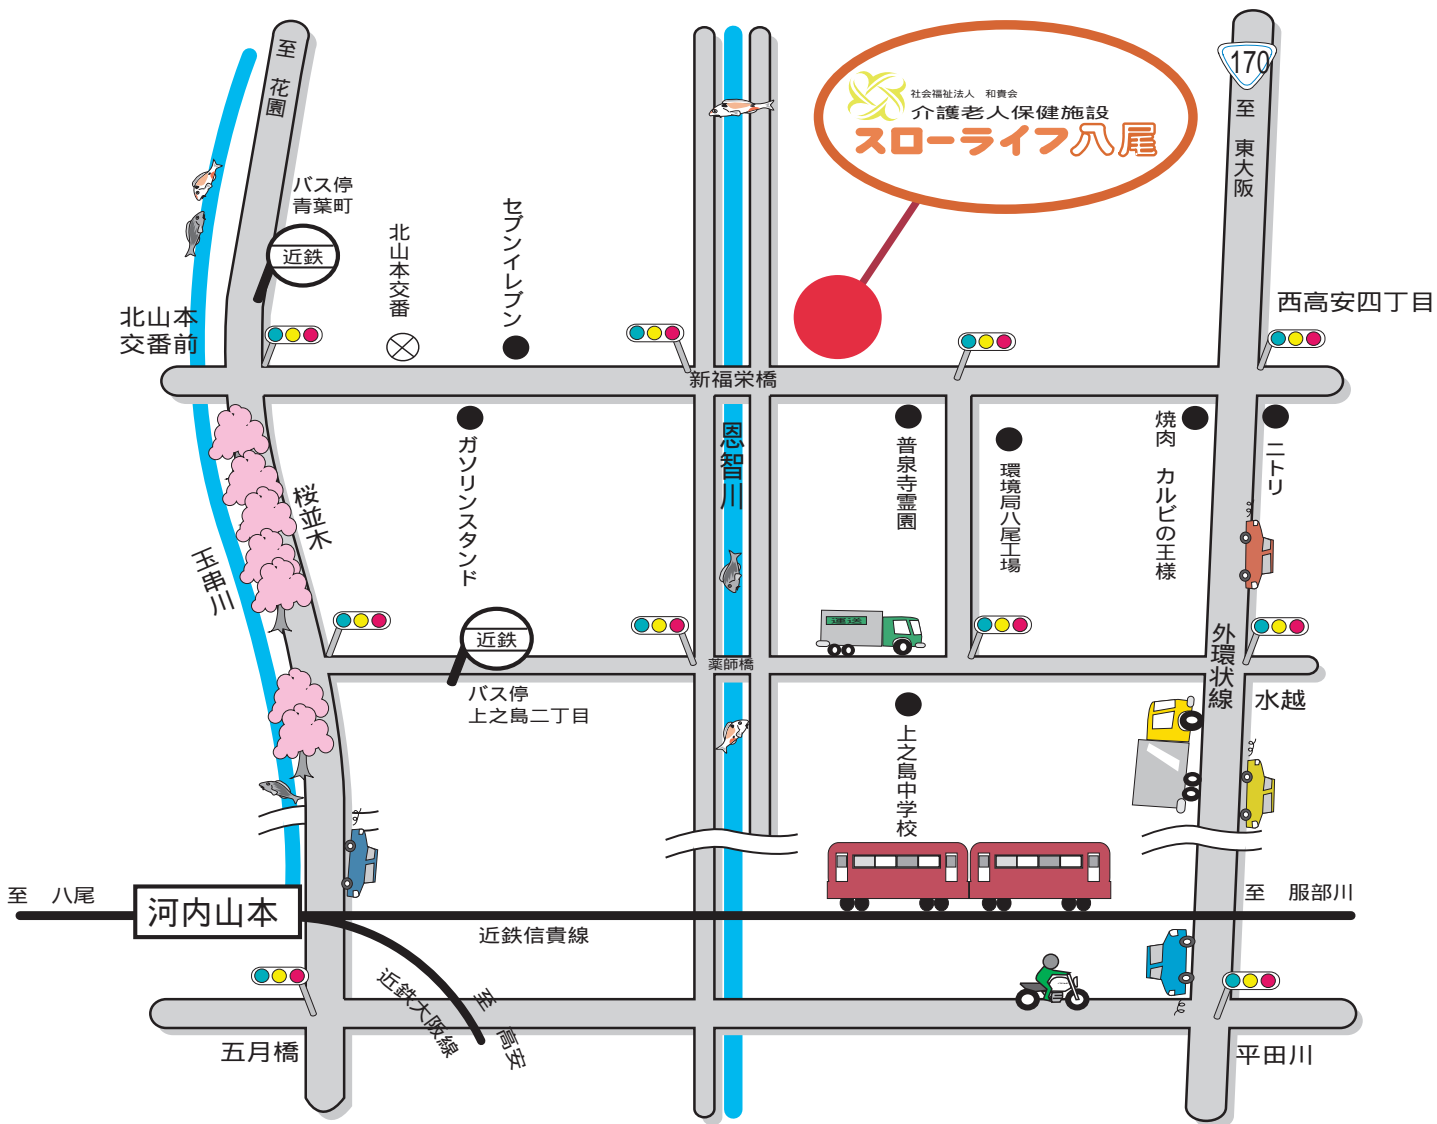 至 花園
社会福祉法人 和貴会
介護老人保健施設
スローライフ八尾
170
至 東大阪
バス停
青葉町
近鉄
北山本交番
セブンイレブン
北山本
交番前
西高安四丁目
新福栄橋
ガソリンスタンド
恩智川
普泉寺霊園
環境局八尾工場
焼肉 カルビの王様
ニトリ
桜並木
玉串川
近鉄
バス停
上之島二丁目
薬師橋
運送
外環状線
水越
上之島中学校
至 八尾
河内山本
近鉄信貴線
至 服部川
近鉄大阪線
至 高安
五月橋
平田川